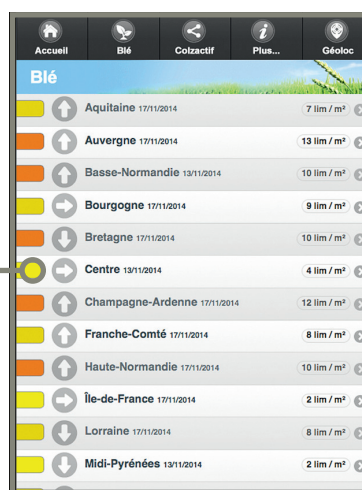 Accueil Blé Colzactif Plus... Géoloc
Blé
Aquitaine 17/11/2014 7 lim / m²
Auvergne 17/11/2014 13 lim / m²
Basse-Normandie 13/11/2014 10 lim / m²
Bourgogne 17/11/2014 9 lim / m²
Bretagne 17/11/2014 10 lim / m²
Centre 13/11/2014 4 lim / m²
Champagne-Ardenne 17/11/2014 12 lim / m²
Franche-Comté 17/11/2014 8 lim / m²
Haute-Normandie 17/11/2014 10 lim / m²
Île-de-France 17/11/2014 2 lim / m²
Lorraine 17/11/2014 8 lim / m²
Midi-Pyrénées 13/11/2014 2 lim / m²